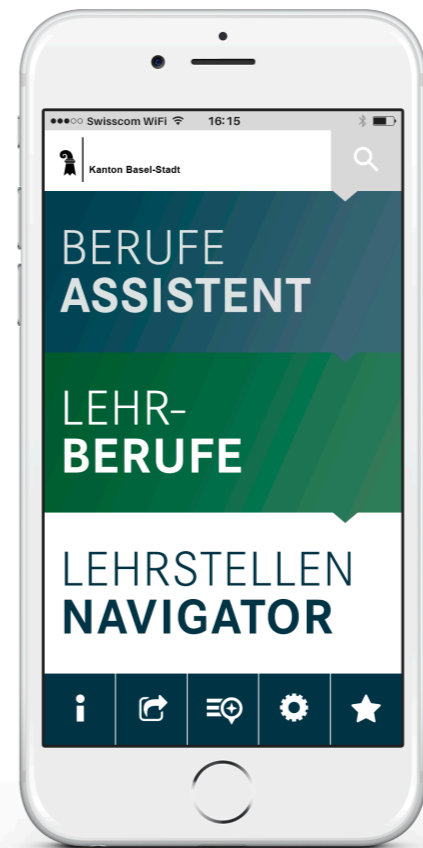 ●●●○○ Swisscom WiFi 16:15
Kanton Basel-Stadt
BERUFE
ASSISTENT
LEHR-
BERUFE
LEHRSTELLEN
NAVIGATOR